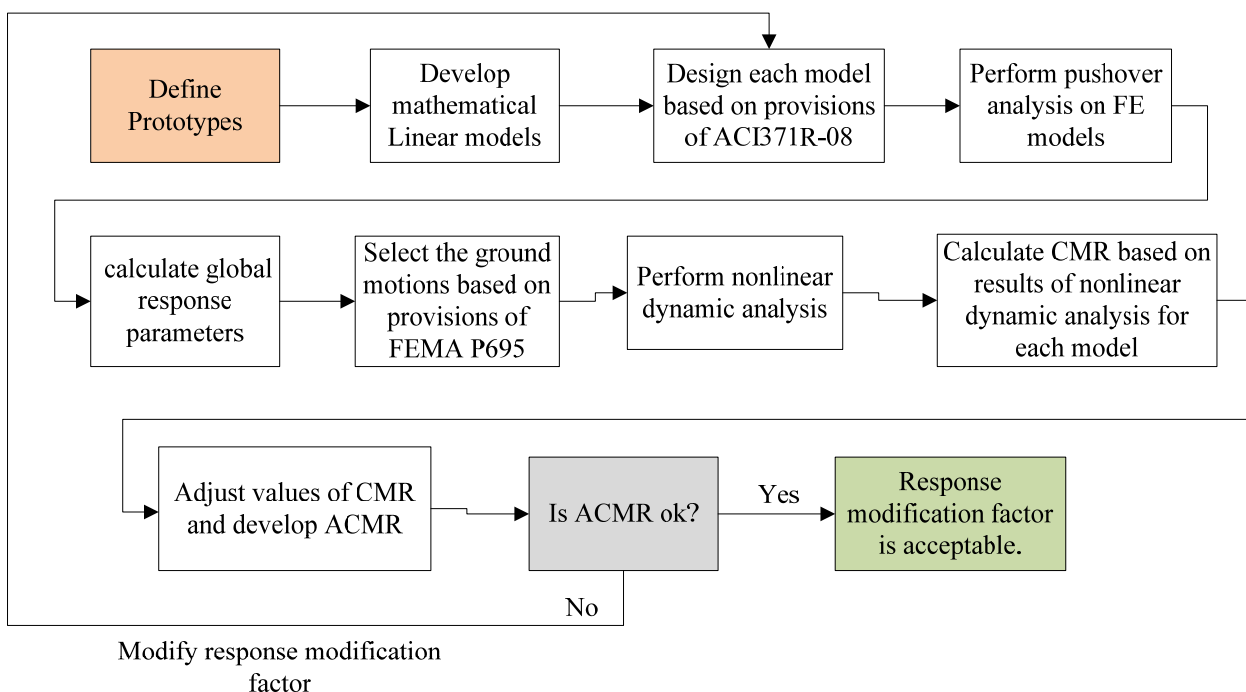 Define
Prototypes
Develop
mathematical
Linear models
Design each model
based on provisions
of ACI371R-08
Perform pushover
analysis on FE
models
calculate global
response
parameters
Select the ground
motions based on
provisions of
FEMA P695
Perform nonlinear
dynamic analysis
Calculate CMR based on
results of nonlinear
dynamic analysis for
each model
Adjust values of CMR
and develop ACMR
Is ACMR ok?
Yes
Response
modification factor
is acceptable.
No
Modify response modification
factor